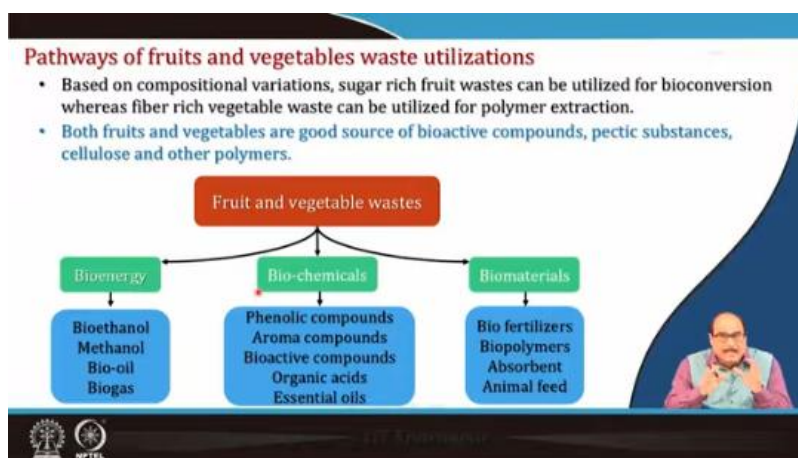 Pathways of fruits and vegetables waste utilizations
• Based on compositional variations, sugar rich fruit wastes can be utilized for bioconversion
whereas fiber rich vegetable waste can be utilized for polymer extraction.
• Both fruits and vegetables are good source of bioactive compounds, pectic substances,
cellulose and other polymers.
Fruit and vegetable wastes
Bioenergy
Bio-chemicals
Biomaterials
Bioethanol
Methanol
Bio-oil
Biogas
Phenolic compounds
Aroma compounds
Bioactive compounds
Organic acids
Essential oils
Bio fertilizers
Biopolymers
Absorbent
Animal feed
NPTEL